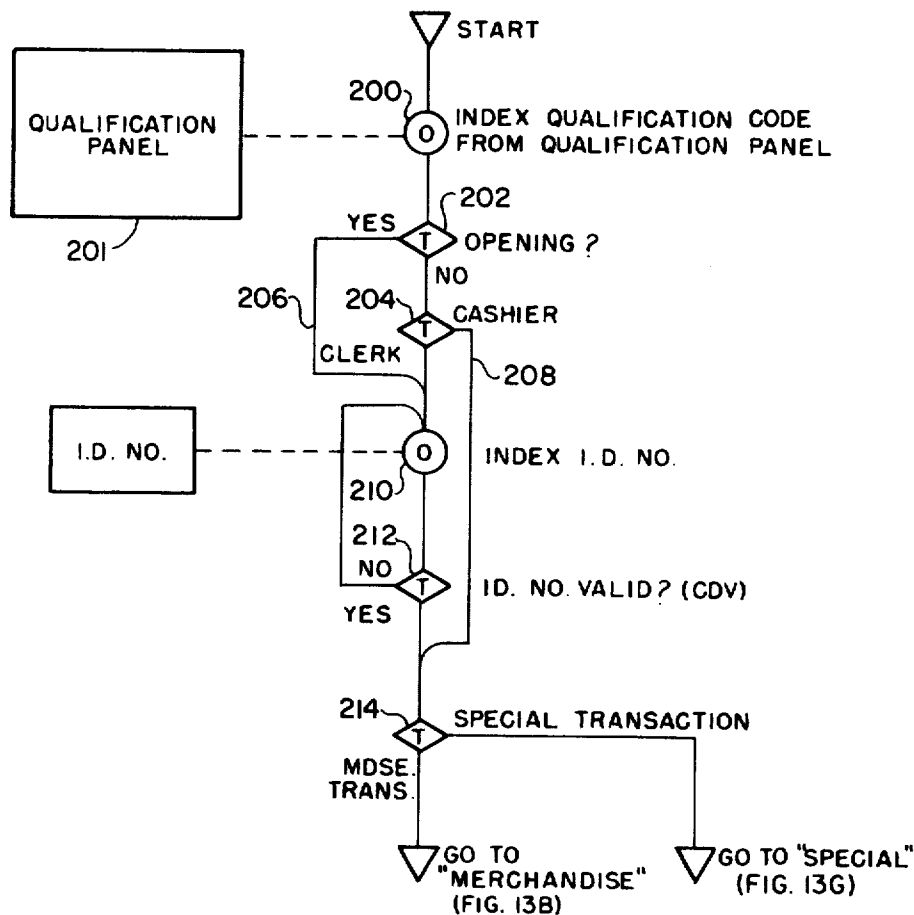 START
200
QUALIFICATION
PANEL
O
INDEX QUALIFICATION CODE
FROM QUALIFICATION PANEL
201
202
YES
T
OPENING?
NO
206
204
T
CASHIER
CLERK
208
I.D. NO.
O
210
INDEX I.D. NO.
212
NO
T
I.D. NO. VALID? (CDV)
YES
214
T
SPECIAL TRANSACTION
MDSE.
TRANS.
GO TO
"MERCHANDISE"
(FIG. 13B)
GO TO "SPECIAL"
(FIG. 13G)